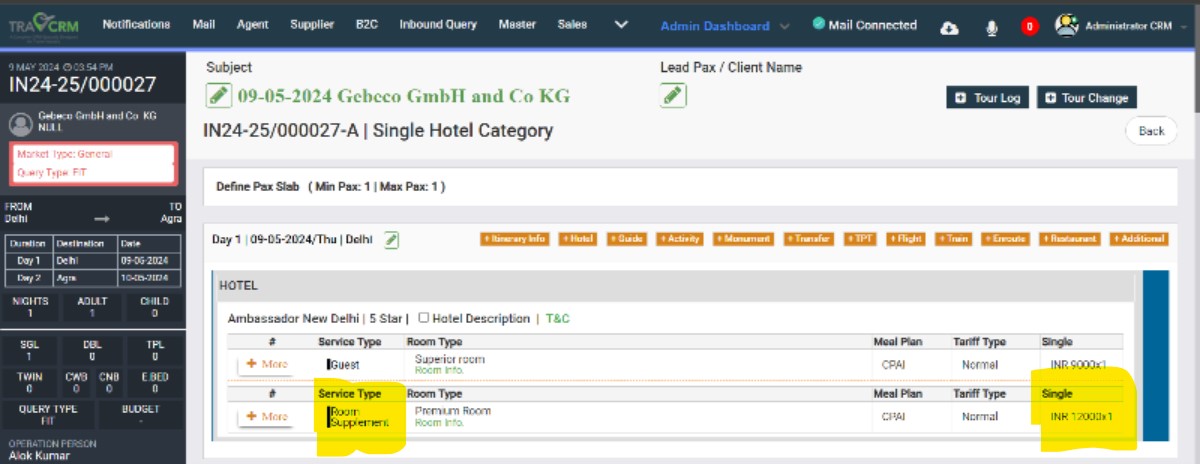 TRAVCRM
Notifications Mail Agent Supplier B2C Inbound Query Master Sales Admin Dashboard Mail Connected 0 Administrator CRM
9 MAY 2024 03:54 PM
IN24-25/000027
Gebeco GmbH and Co KG
NULL
Market Type: General
Query Type: FIT
FROM TO
Delhi Agra
Duration Destination Date
Day 1 Delhi 09-05-2024
Day 2 Agra 10-05-2024
NIGHTS ADULT CHILD
1 1 0
SGL DBL TPL
1 0 0
TWIN CWB CNB E.BED
0 0 0 0
QUERY TYPE BUDGET
FIT -
OPERATION PERSON
Alok Kumar
Subject Lead Pax / Client Name
09-05-2024 Gebeco GmbH and Co KG
Tour Log Tour Change
IN24-25/000027-A | Single Hotel Category
Back
Define Pax Slab ( Min Pax: 1 | Max Pax: 1 )
Day 1 | 09-05-2024/Thu | Delhi
+ Itinerary Info + Hotel + Guide + Activity + Monument + Transfer + TPT + Flight + Train + Enroute + Restaurant + Additional
HOTEL
Ambassador New Delhi | 5 Star | Hotel Description | T&C
# Service Type Room Type Meal Plan Tariff Type Single
+ More Guest Superior room CPAI Normal INR 9000x1
Room Info.
# Service Type Room Type Meal Plan Tariff Type Single
+ More Room Supplement Premium Room CPAI Normal INR 12000x1
Room Info.